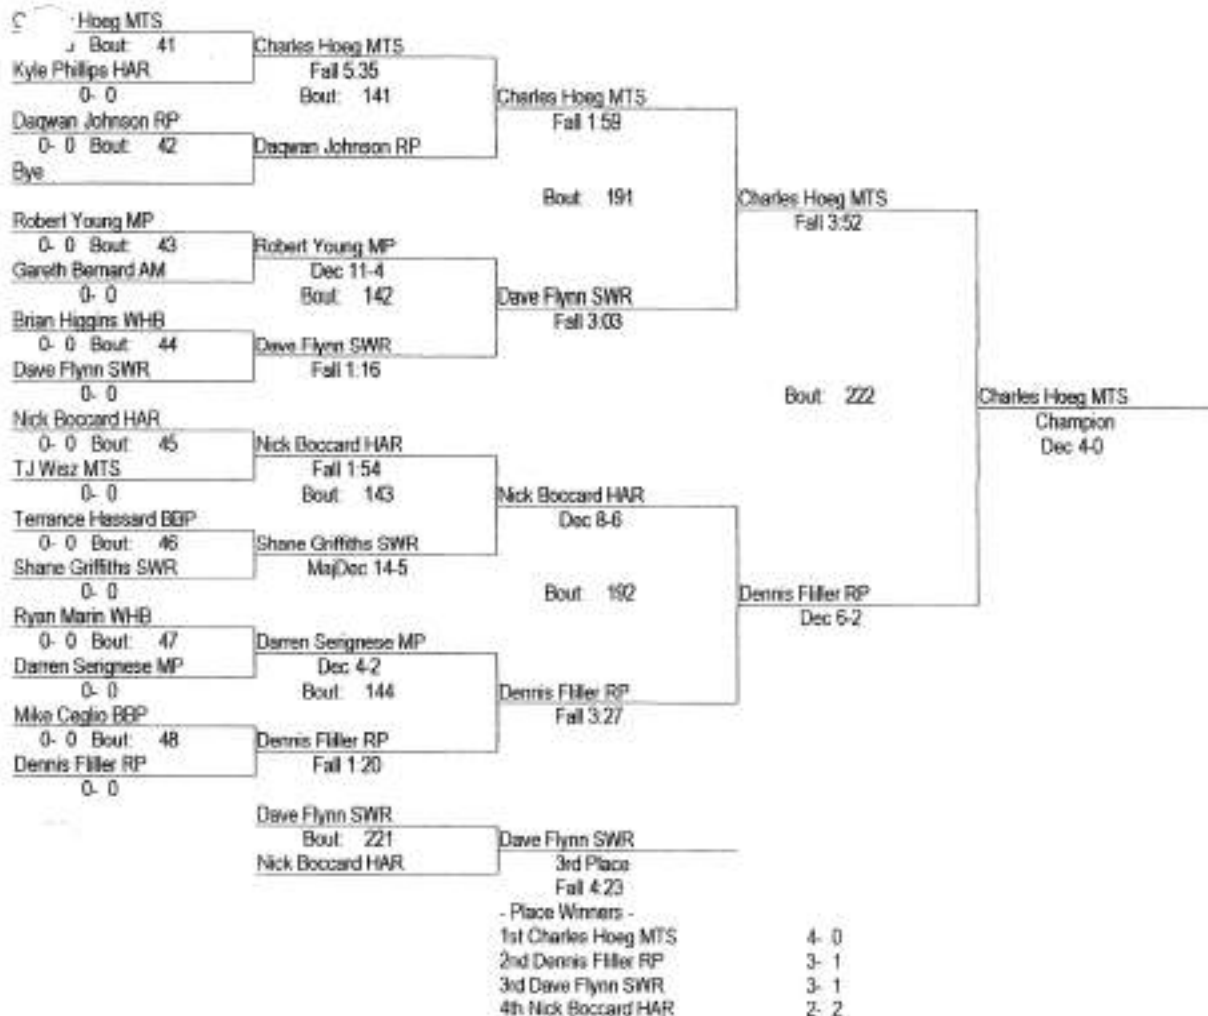 Hoeg MTS
Bout: 41
Kyle Phillips HAR
0- 0
Daqwan Johnson RP
0- 0 Bout: 42
Bye
Robert Young MP
0- 0 Bout: 43
Gareth Bernard AM
0- 0
Brian Higgins WHB
0- 0 Bout: 44
Dave Flynn SWR
0- 0
Nick Boccard HAR
0- 0 Bout: 45
TJ Wisz MTS
0- 0
Terrance Hassard BBP
0- 0 Bout: 46
Shane Griffiths SWR
0- 0
Ryan Marin WHB
0- 0 Bout: 47
Darren Serignese MP
0- 0
Mike Ceglio BBP
0- 0 Bout: 48
Dennis Fliller RP
0- 0
Charles Hoeg MTS
Fall 5:35
Bout: 141
Daqwan Johnson RP
Robert Young MP
Dec 11-4
Bout: 142
Dave Flynn SWR
Fall 1:16
Nick Boccard HAR
Fall 1:54
Bout: 143
Shane Griffiths SWR
MajDec 14-5
Darren Serignese MP
Dec 4-2
Bout: 144
Dennis Fliller RP
Fall 1:20
Charles Hoeg MTS
Fall 1:59
Bout: 191
Dave Flynn SWR
Fall 3:03
Nick Boccard HAR
Dec 8-6
Bout: 192
Dennis Fliller RP
Fall 3:27
Charles Hoeg MTS
Fall 3:52
Bout: 222
Dennis Fliller RP
Dec 6-2
Charles Hoeg MTS
Champion
Dec 4-0
Dave Flynn SWR
Bout: 221
Nick Boccard HAR
Dave Flynn SWR
3rd Place
Fall 4:23
- Place Winners -
1st Charles Hoeg MTS 4- 0
2nd Dennis Fliller RP 3- 1
3rd Dave Flynn SWR 3- 1
4th Nick Boccard HAR 2- 2